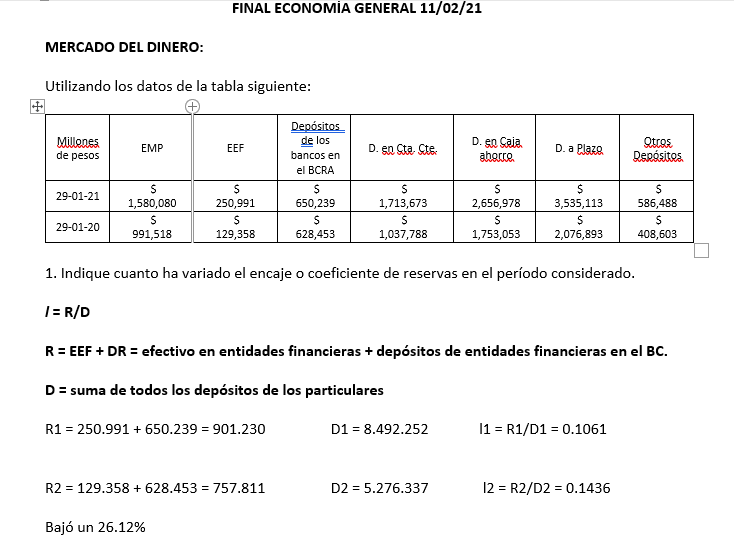 FINAL ECONOMÍA GENERAL 11/02/21
MERCADO DEL DINERO:
Utilizando los datos de la tabla siguiente:
Millones de pesos EMP EEF Depósitos de los bancos en el BCRA D. en Cta. Cte. D. en Caja ahorro D. a Plazo Otros Depósitos
29-01-21 $ 1,580,080 $ 250,991 $ 650,239 $ 1,713,673 $ 2,656,978 $ 3,535,113 $ 586,488
29-01-20 $ 991,518 $ 129,358 $ 628,453 $ 1,037,788 $ 1,753,053 $ 2,076,893 $ 408,603
1. Indique cuanto ha variado el encaje o coeficiente de reservas en el período considerado.
l = R/D
R = EEF + DR = efectivo en entidades financieras + depósitos de entidades financieras en el BC.
D = suma de todos los depósitos de los particulares
R1 = 250.991 + 650.239 = 901.230 D1 = 8.492.252 l1 = R1/D1 = 0.1061
R2 = 129.358 + 628.453 = 757.811 D2 = 5.276.337 l2 = R2/D2 = 0.1436
Bajó un 26.12%